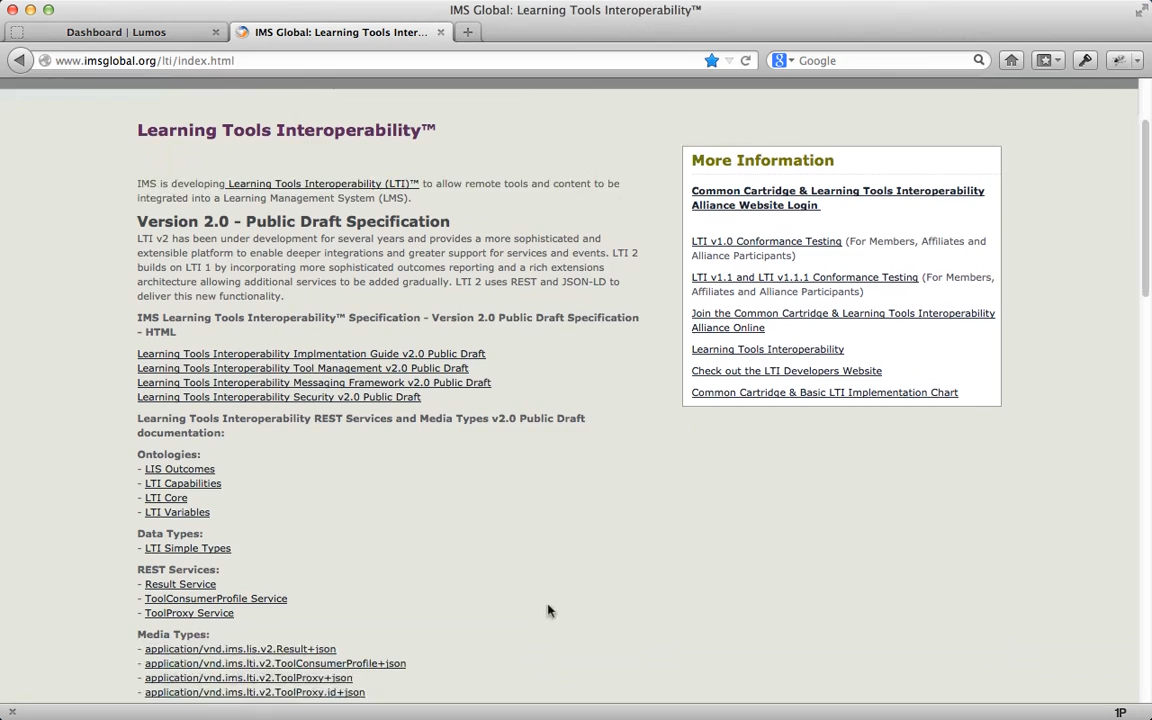 IMS Global: Learning Tools Interoperability™
Dashboard | Lumos
IMS Global: Learning Tools Inter...
www.imsglobal.org/lti/index.html
Google
Learning Tools Interoperability™
IMS is developing Learning Tools Interoperability (LTI)™ to allow remote tools and content to be
integrated into a Learning Management System (LMS).
Version 2.0 - Public Draft Specification
LTI v2 has been under development for several years and provides a more sophisticated and
extensible platform to enable deeper integrations and greater support for services and events. LTI 2
builds on LTI 1 by incorporating more sophisticated outcomes reporting and a rich extensions
architecture allowing additional services to be added gradually. LTI 2 uses REST and JSON-LD to
deliver this new functionality.
IMS Learning Tools Interoperability™ Specification - Version 2.0 Public Draft Specification
- HTML
Learning Tools Interoperability Implmentation Guide v2.0 Public Draft
Learning Tools Interoperability Tool Management v2.0 Public Draft
Learning Tools Interoperability Messaging Framework v2.0 Public Draft
Learning Tools Interoperability Security v2.0 Public Draft
Learning Tools Interoperability REST Services and Media Types v2.0 Public Draft
documentation:
Ontologies:
- LIS Outcomes
- LTI Capabilities
- LTI Core
- LTI Variables
Data Types:
- LTI Simple Types
REST Services:
- Result Service
- ToolConsumerProfile Service
- ToolProxy Service
Media Types:
- application/vnd.ims.lis.v2.Result+json
- application/vnd.ims.lti.v2.ToolConsumerProfile+json
- application/vnd.ims.lti.v2.ToolProxy+json
- application/vnd.ims.lti.v2.ToolProxy.id+json
More Information
Common Cartridge & Learning Tools Interoperability
Alliance Website Login
LTI v1.0 Conformance Testing (For Members, Affiliates and
Alliance Participants)
LTI v1.1 and LTI v1.1.1 Conformance Testing (For Members,
Affiliates and Alliance Participants)
Join the Common Cartridge & Learning Tools Interoperability
Alliance Online
Learning Tools Interoperability
Check out the LTI Developers Website
Common Cartridge & Basic LTI Implementation Chart
1P